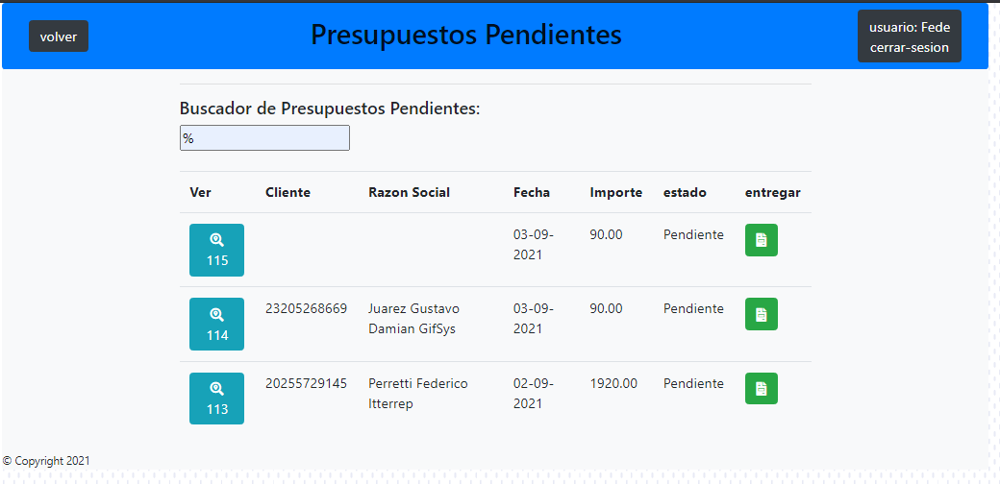 volver
Presupuestos Pendientes
usuario: Fede
cerrar-sesion
Buscador de Presupuestos Pendientes:
%
Ver Cliente Razon Social Fecha Importe estado entregar
115 03-09-2021 90.00 Pendiente
114 23205268669 Juarez Gustavo Damian GifSys 03-09-2021 90.00 Pendiente
113 20255729145 Perretti Federico Itterrep 02-09-2021 1920.00 Pendiente
© Copyright 2021